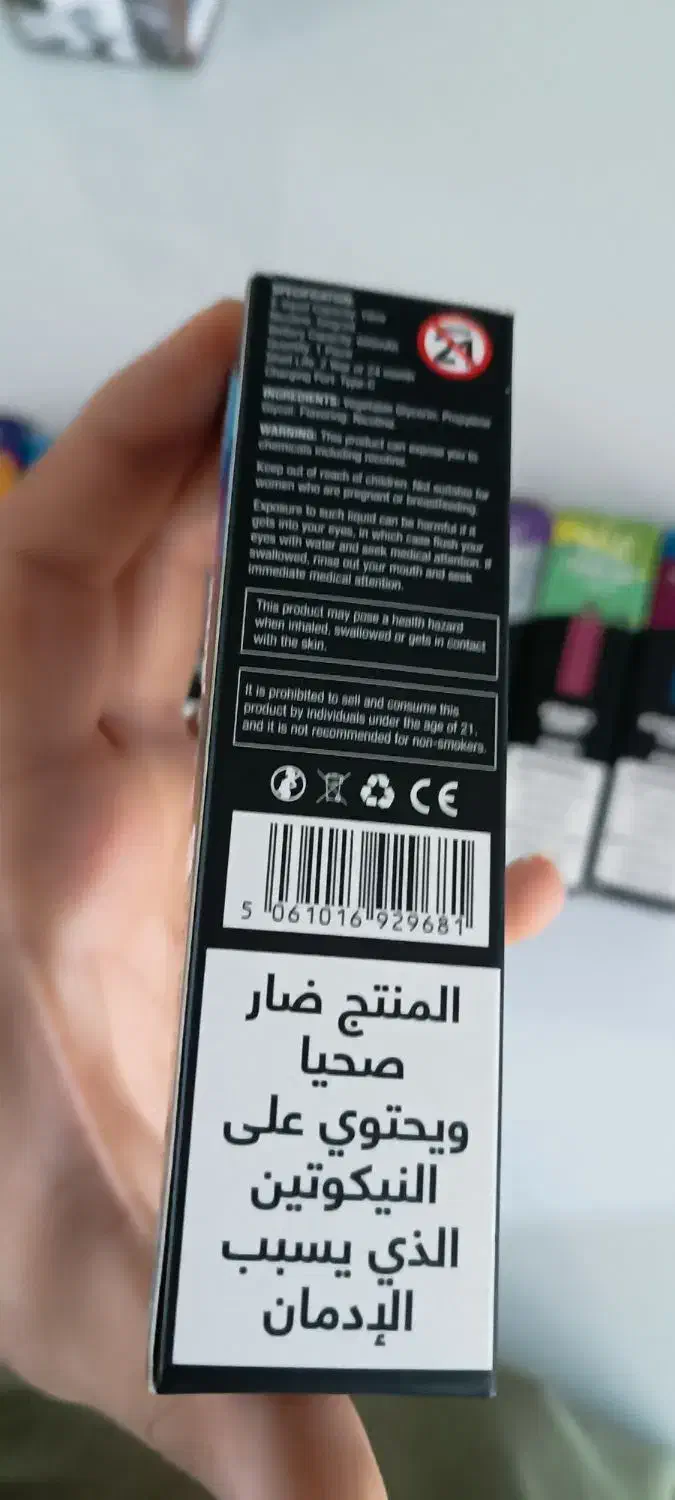 21
Charging Port: Type-C
INGREDIENTS: Vegetable Glycerin, Propylene
Glycol, Flavoring, Nicotine.
WARNING: This product can expose you to
chemicals including nicotine.
Keep out of reach of children. Not suitable for
women who are pregnant or breastfeeding.
Exposure to such liquid can be harmful if it
gets into your eyes, in which case flush your
eyes with water and seek medical attention. If
swallowed, rinse out your mouth and seek
immediate medical attention.
This product may pose a health hazard
when inhaled, swallowed or gets in contact
with the skin.
It is prohibited to sell and consume this
product by individuals under the age of 21,
and it is not recommended for non-smokers.
CE
5 061016 929681
المنتج ضار
صحيا
ويحتوي على
النيكوتين
الذي يسبب
الإدمان